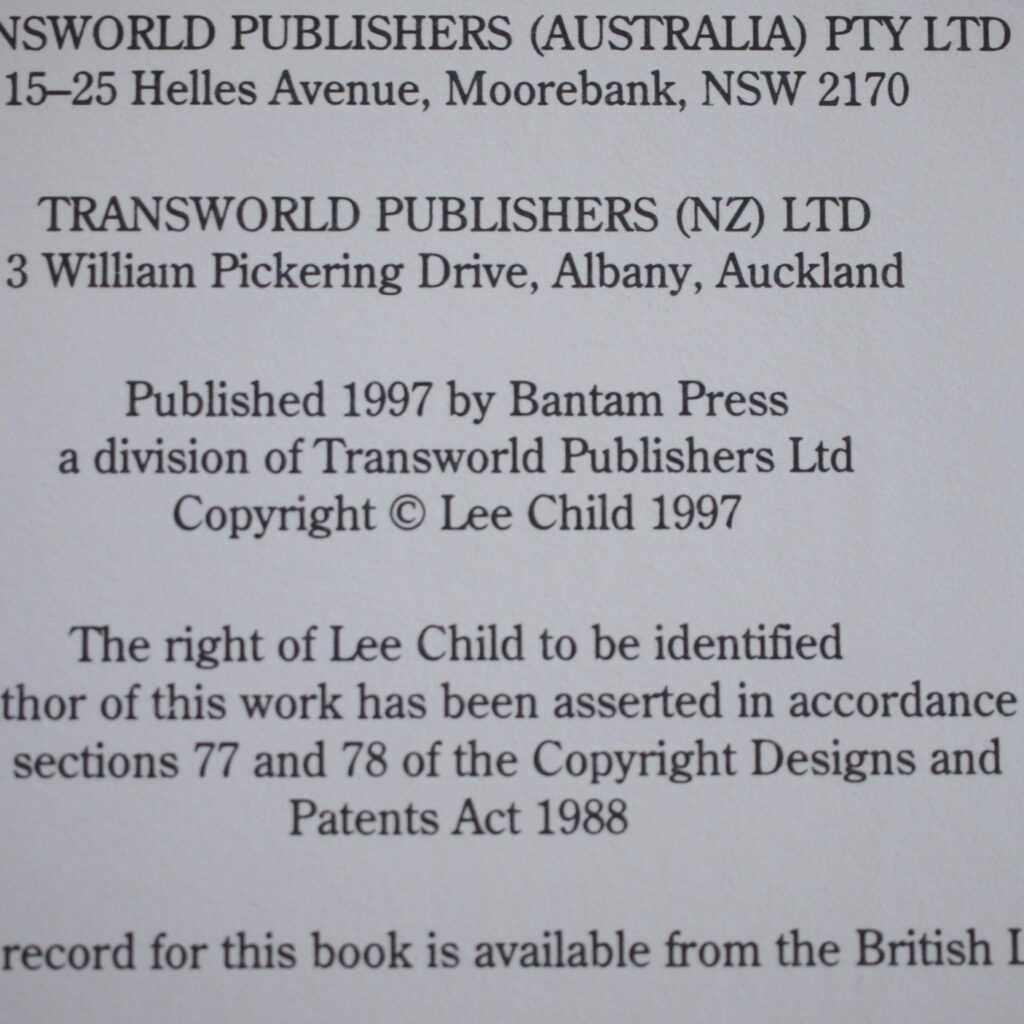 NSWORLD PUBLISHERS (AUSTRALIA) PTY LTD
15–25 Helles Avenue, Moorebank, NSW 2170
TRANSWORLD PUBLISHERS (NZ) LTD
3 William Pickering Drive, Albany, Auckland
Published 1997 by Bantam Press
a division of Transworld Publishers Ltd
Copyright © Lee Child 1997
The right of Lee Child to be identified
thor of this work has been asserted in accordance
sections 77 and 78 of the Copyright Designs and
Patents Act 1988
record for this book is available from the British L